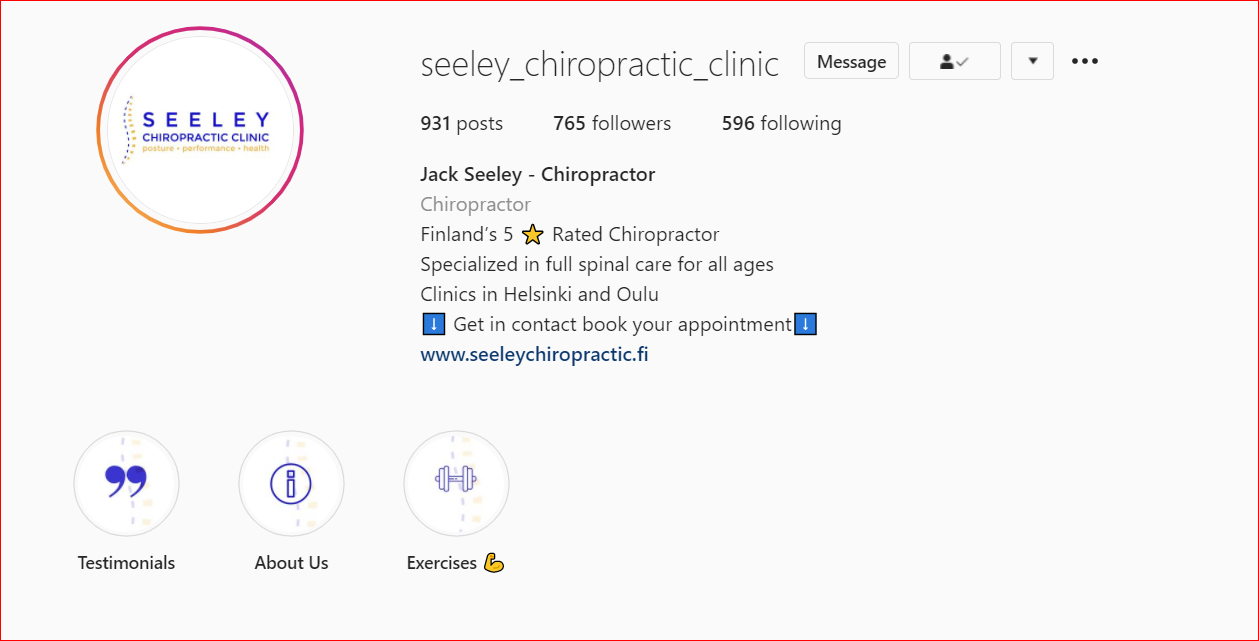 SEELEY
CHIROPRACTIC CLINIC
posture • performance • health
seeley_chiropractic_clinic
Message
931 posts 765 followers 596 following
Jack Seeley - Chiropractor
Chiropractor
Finland’s 5 ⭐ Rated Chiropractor
Specialized in full spinal care for all ages
Clinics in Helsinki and Oulu
⬇️ Get in contact book your appointment⬇️
www.seeleychiropractic.fi
Testimonials
About Us
Exercises 💪